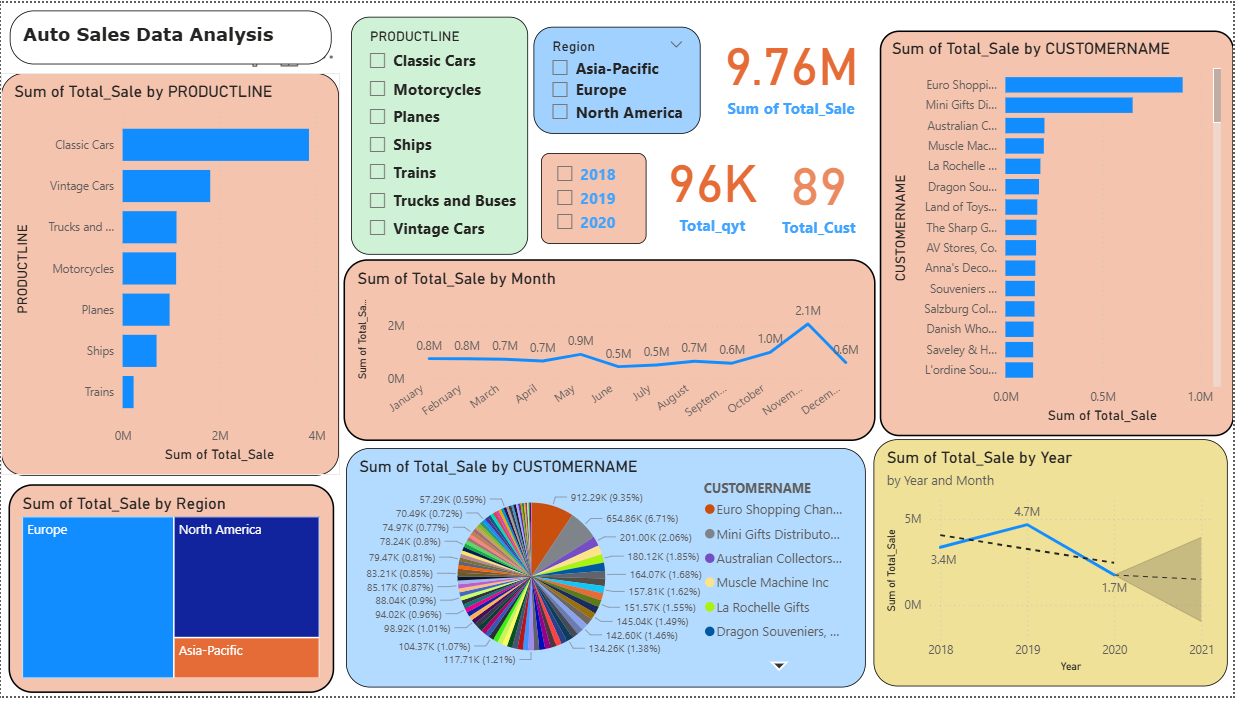 Auto Sales Data Analysis
Sum of Total_Sale by PRODUCTLINE
PRODUCTLINE
Classic Cars
Vintage Cars
Trucks and ...
Motorcycles
Planes
Ships
Trains
0M 2M 4M
Sum of Total_Sale
Sum of Total_Sale by Region
Europe
North America
Asia-Pacific
PRODUCTLINE
Classic Cars
Motorcycles
Planes
Ships
Trains
Trucks and Buses
Vintage Cars
Region
Asia-Pacific
Europe
North America
2018
2019
2020
9.76M
Sum of Total_Sale
96K
Total_qyt
89
Total_Cust
Sum of Total_Sale by Month
Sum of Total_Sa...
2M
0M
0.8M 0.8M 0.7M 0.7M 0.9M 0.5M 0.5M 0.7M 0.6M 1.0M 2.1M 0.6M
January February March April May June July August Septem... October Novem... Decem...
Sum of Total_Sale by CUSTOMERNAME
57.29K (0.59%)
70.49K (0.72%)
74.97K (0.77%)
78.24K (0.8%)
79.47K (0.81%)
83.21K (0.85%)
85.17K (0.87%)
88.04K (0.9%)
94.02K (0.96%)
98.92K (1.01%)
104.37K (1.07%)
117.71K (1.21%)
912.29K (9.35%)
654.86K (6.71%)
201.00K (2.06%)
180.12K (1.85%)
164.07K (1.68%)
157.81K (1.62%)
151.57K (1.55%)
145.04K (1.49%)
142.60K (1.46%)
134.26K (1.38%)
CUSTOMERNAME
Euro Shopping Chan...
Mini Gifts Distributo...
Australian Collectors...
Muscle Machine Inc
La Rochelle Gifts
Dragon Souveniers, ...
Sum of Total_Sale by CUSTOMERNAME
CUSTOMERNAME
Euro Shoppi...
Mini Gifts Di...
Australian C...
Muscle Mac...
La Rochelle ...
Dragon Sou...
Land of Toys...
The Sharp G...
AV Stores, Co.
Anna's Deco...
Souveniers ...
Salzburg Col...
Danish Who...
Saveley & H...
L'ordine Sou...
0.0M 0.5M 1.0M
Sum of Total_Sale
Sum of Total_Sale by Year
by Year and Month
Sum of Total_Sale
5M
0M
3.4M
4.7M
1.7M
2018 2019 2020 2021
Year